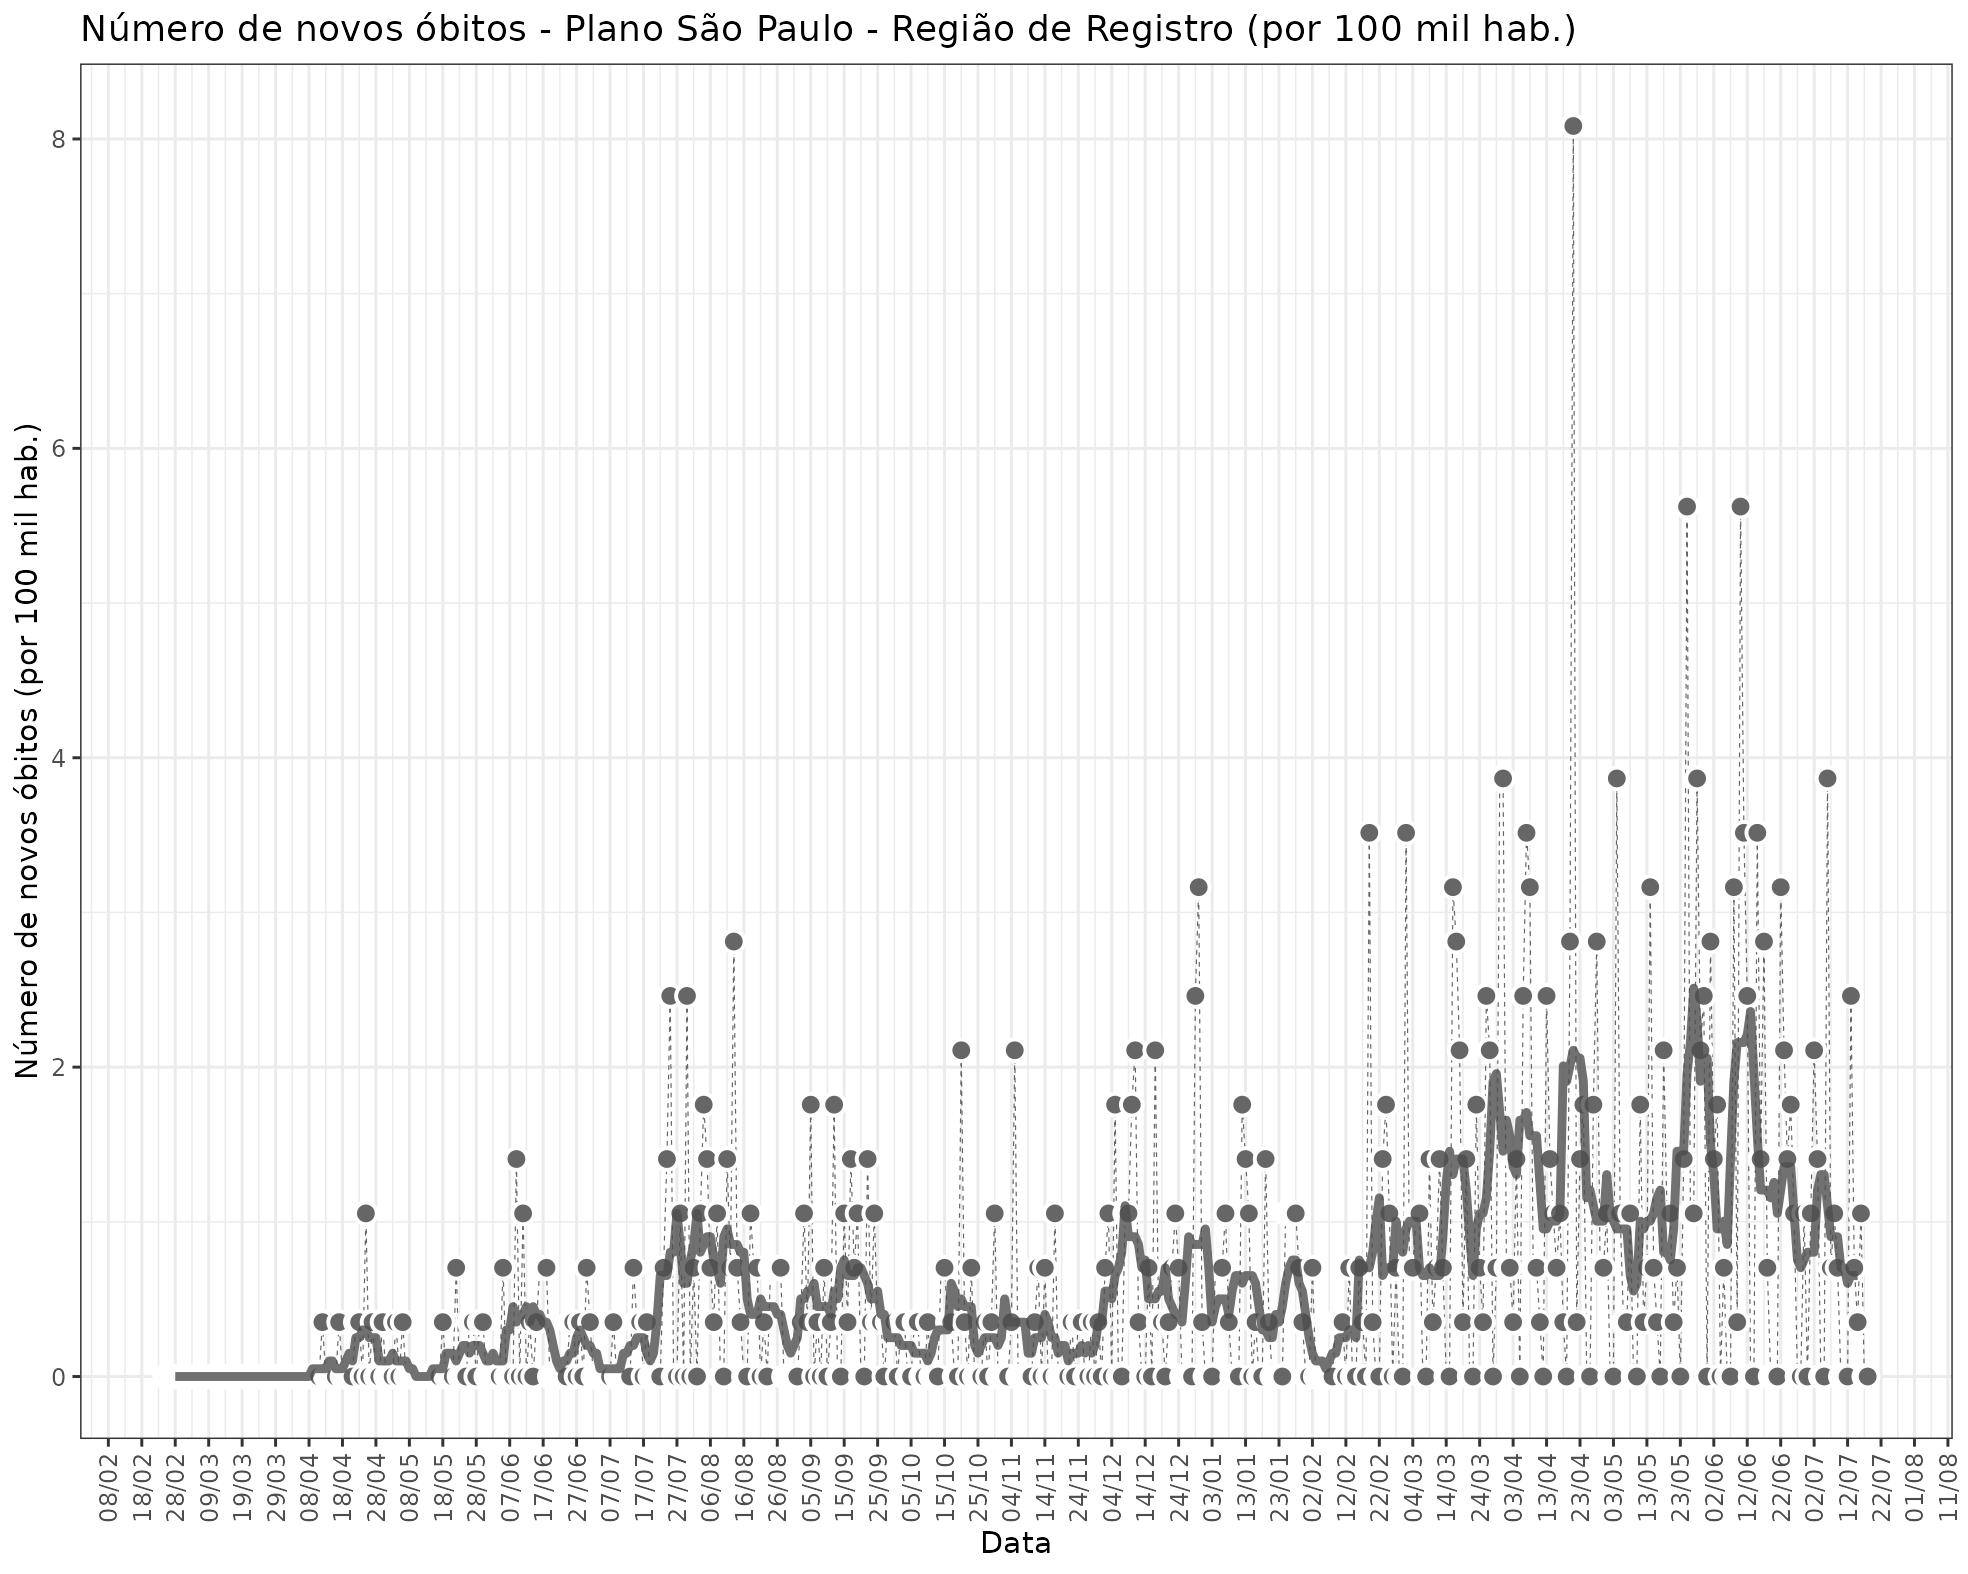 Número de novos óbitos - Plano São Paulo - Região de Registro (por 100 mil hab.)
Número de novos óbitos (por 100 mil hab.)
8
6
4
2
0
08/02 18/02 28/02 09/03 19/03 29/03 08/04 18/04 28/04 08/05 18/05 28/05 07/06 17/06 27/06 07/07 17/07 27/07 06/08 16/08 26/08 05/09 15/09 25/09 05/10 15/10 25/10 04/11 14/11 24/11 04/12 14/12 24/12 03/01 13/01 23/01 02/02 12/02 22/02 04/03 14/03 24/03 03/04 13/04 23/04 03/05 13/05 23/05 02/06 12/06 22/06 02/07 12/07 22/07 01/08 11/08
Data